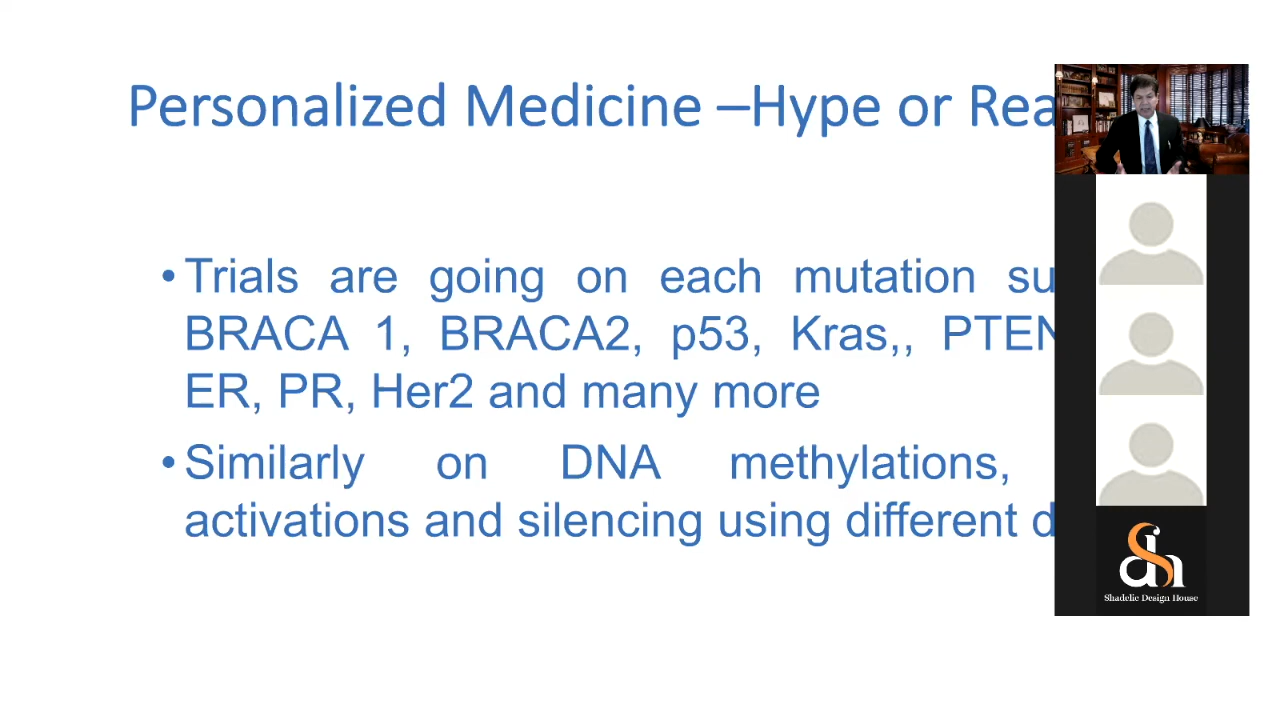 Personalized Medicine –Hype or Rea
• Trials are going on each mutation su
BRACA 1, BRACA2, p53, Kras,, PTEN
ER, PR, Her2 and many more
• Similarly on DNA methylations,
activations and silencing using different d
Shadelic Design House